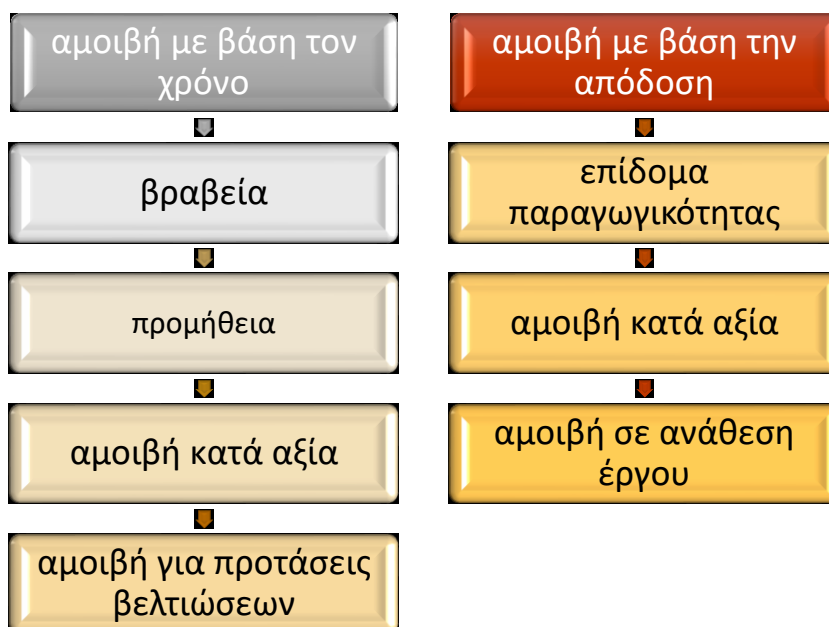 αμοιβή με βάση τον
χρόνο
βραβεία
προμήθεια
αμοιβή κατά αξία
αμοιβή για προτάσεις
βελτιώσεων
αμοιβή με βάση την
απόδοση
επίδομα
παραγωγικότητας
αμοιβή κατά αξία
αμοιβή σε ανάθεση
έργου